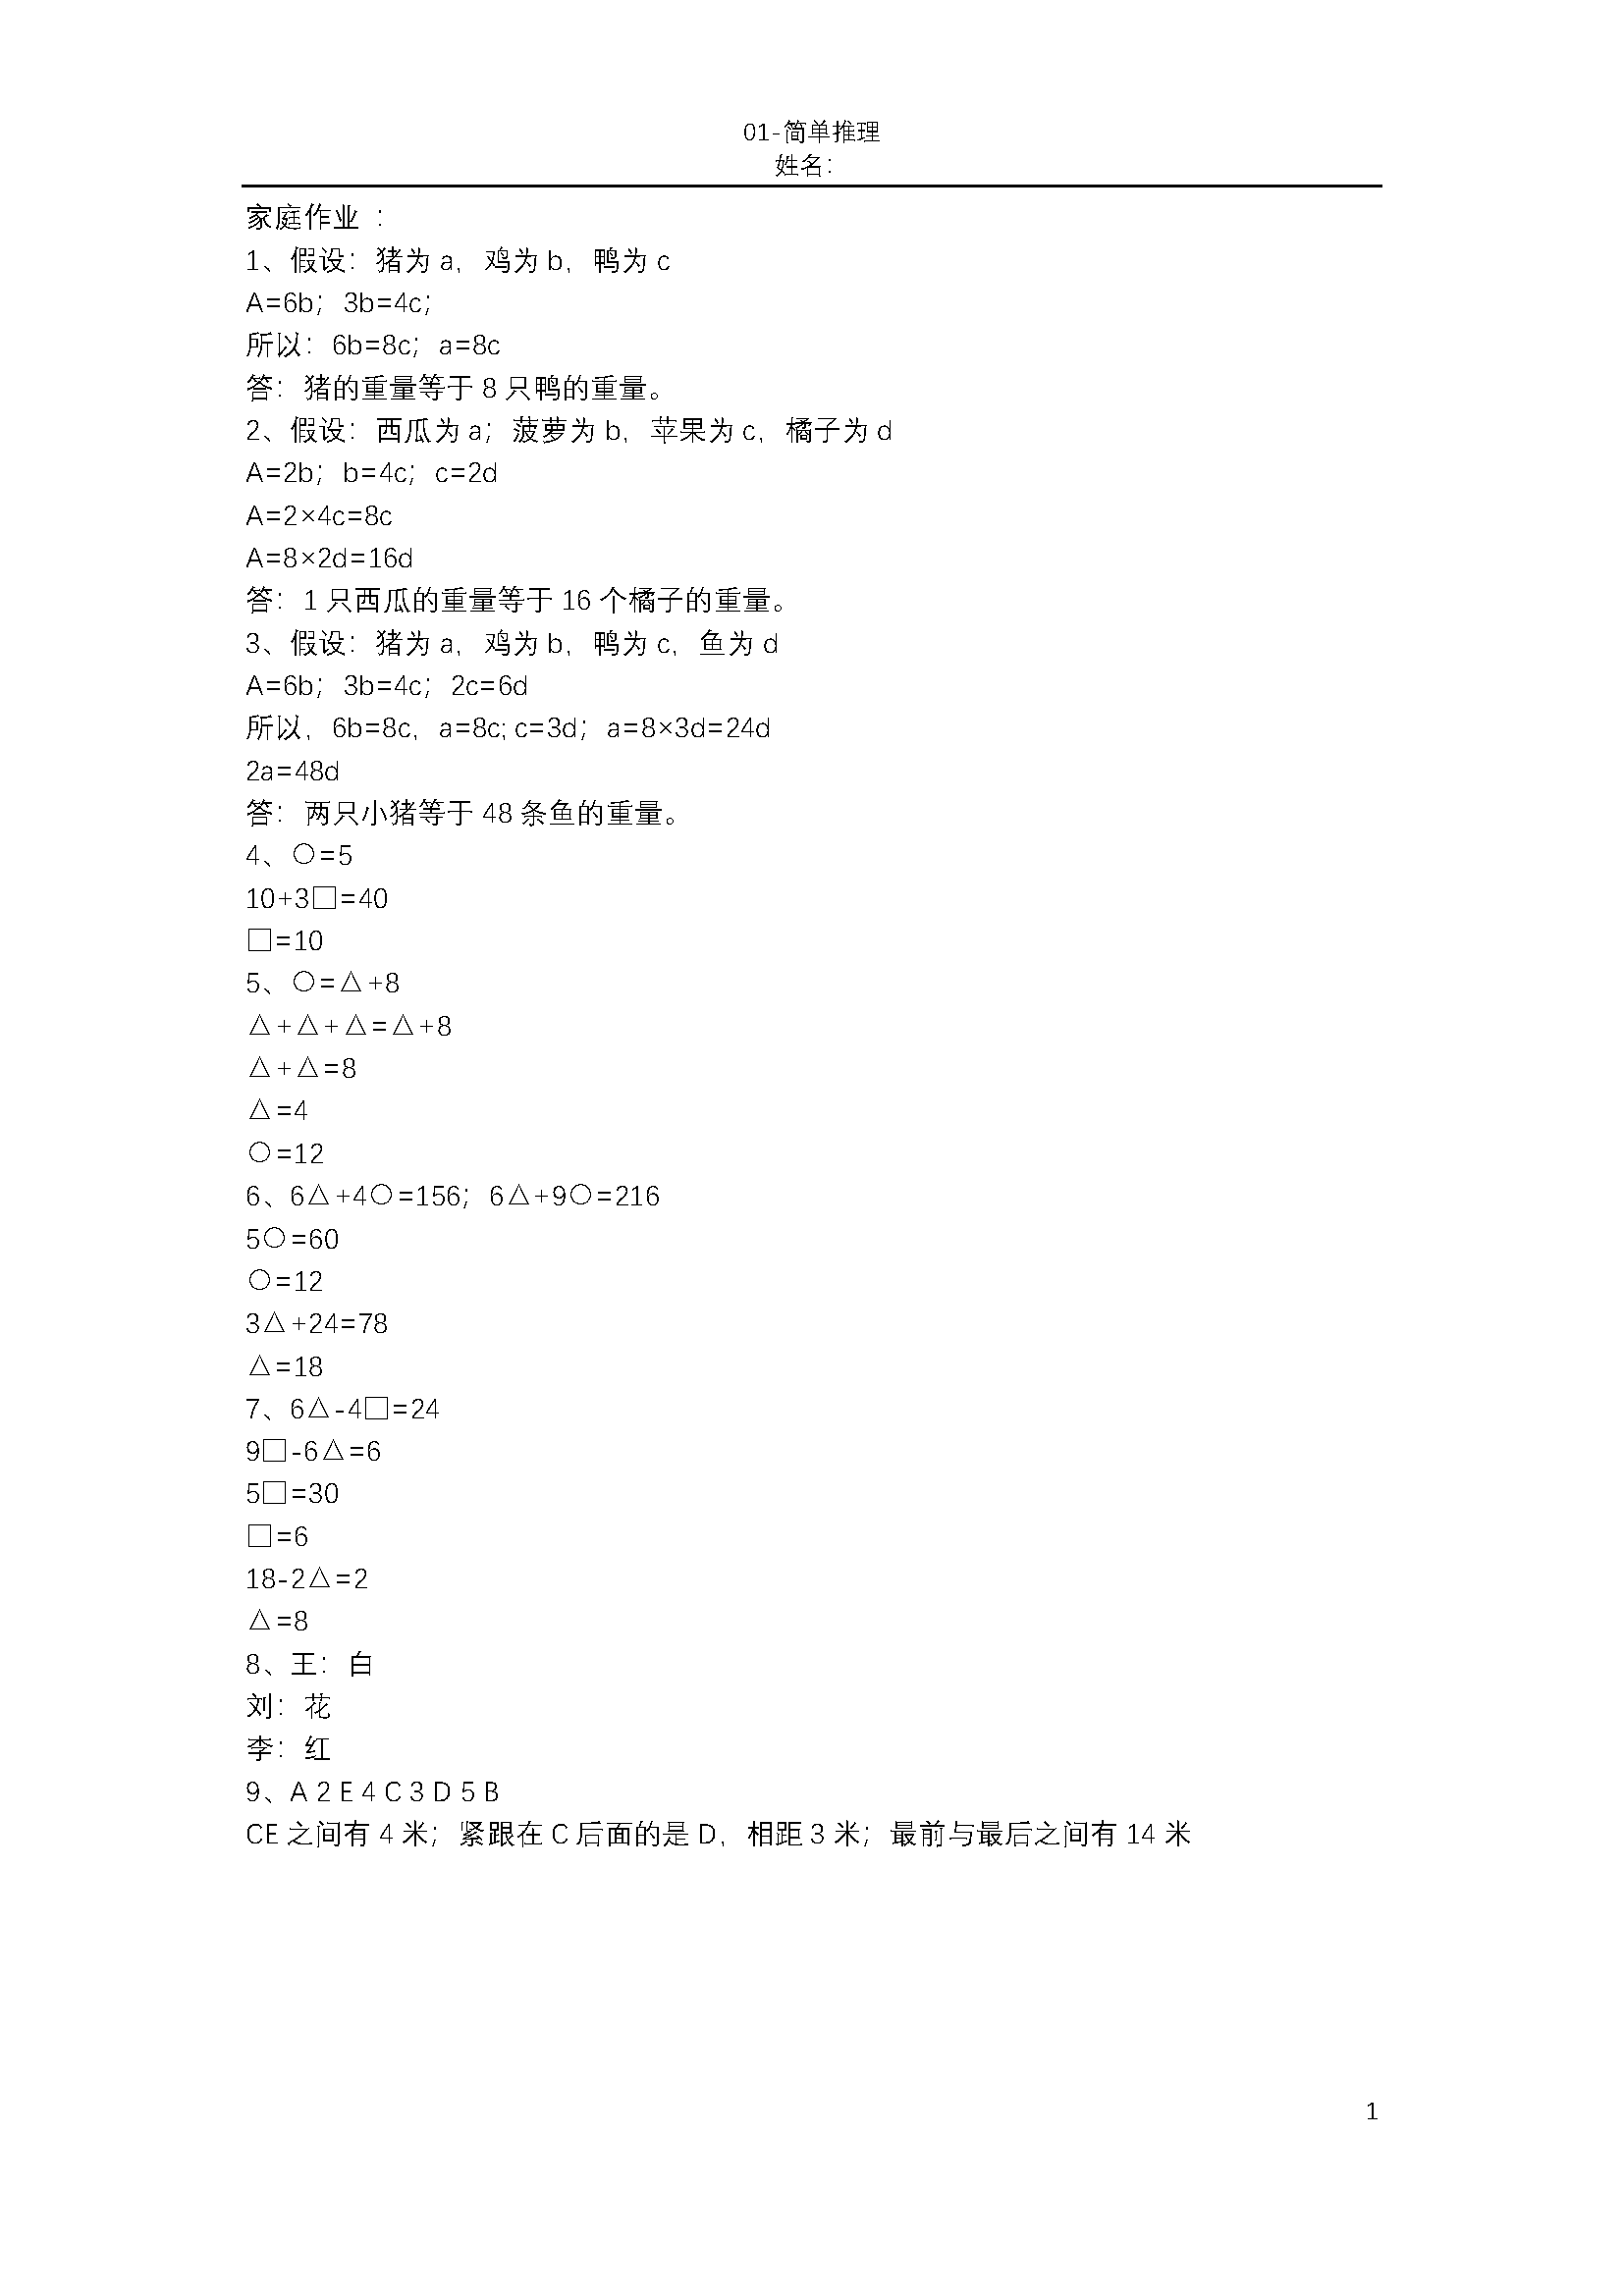 01-简单推理
姓名：
家庭作业 ：
1、假设：猪为 a，鸡为 b，鸭为 c
A=6b；3b=4c；
所以：6b=8c；a=8c
答：猪的重量等于 8 只鸭的重量。
2、假设：西瓜为 a；菠萝为 b，苹果为 c，橘子为 d
A=2b；b=4c；c=2d
A=2×4c=8c
A=8×2d=16d
答：1 只西瓜的重量等于 16 个橘子的重量。
3、假设：猪为 a，鸡为 b，鸭为 c，鱼为 d
A=6b；3b=4c；2c=6d
所以，6b=8c，a=8c; c=3d；a=8×3d=24d
2a=48d
答：两只小猪等于 48 条鱼的重量。
4、○=5
10+3□=40
□=10
5、○=△+8
△+△+△=△+8
△+△=8
△=4
○=12
6、6△+4○=156；6△+9○=216
5○=60
○=12
3△+24=78
△=18
7、6△-4□=24
9□-6△=6
5□=30
□=6
18-2△=2
△=8
8、王：白
刘：花
李：红
9、A 2 E 4 C 3 D 5 B
CE 之间有 4 米；紧跟在 C 后面的是 D，相距 3 米；最前与最后之间有 14 米
1